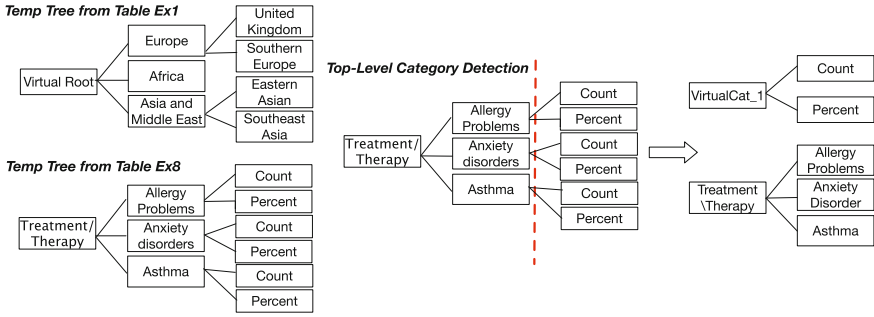 Temp Tree from Table Ex1
Virtual Root
Europe
Africa
Asia and
Middle East
United
Kingdom
Southern
Europe
Eastern
Asian
Southeast
Asia
Temp Tree from Table Ex8
Treatment/
Therapy
Allergy
Problems
Anxiety
disorders
Asthma
Count
Percent
Count
Percent
Count
Percent
Top-Level Category Detection
Treatment/
Therapy
Allergy
Problems
Anxiety
disorders
Asthma
Count
Percent
Count
Percent
Count
Percent
VirtualCat_1
Count
Percent
Treatment
\Therapy
Allergy
Problems
Anxiety
Disorder
Asthma